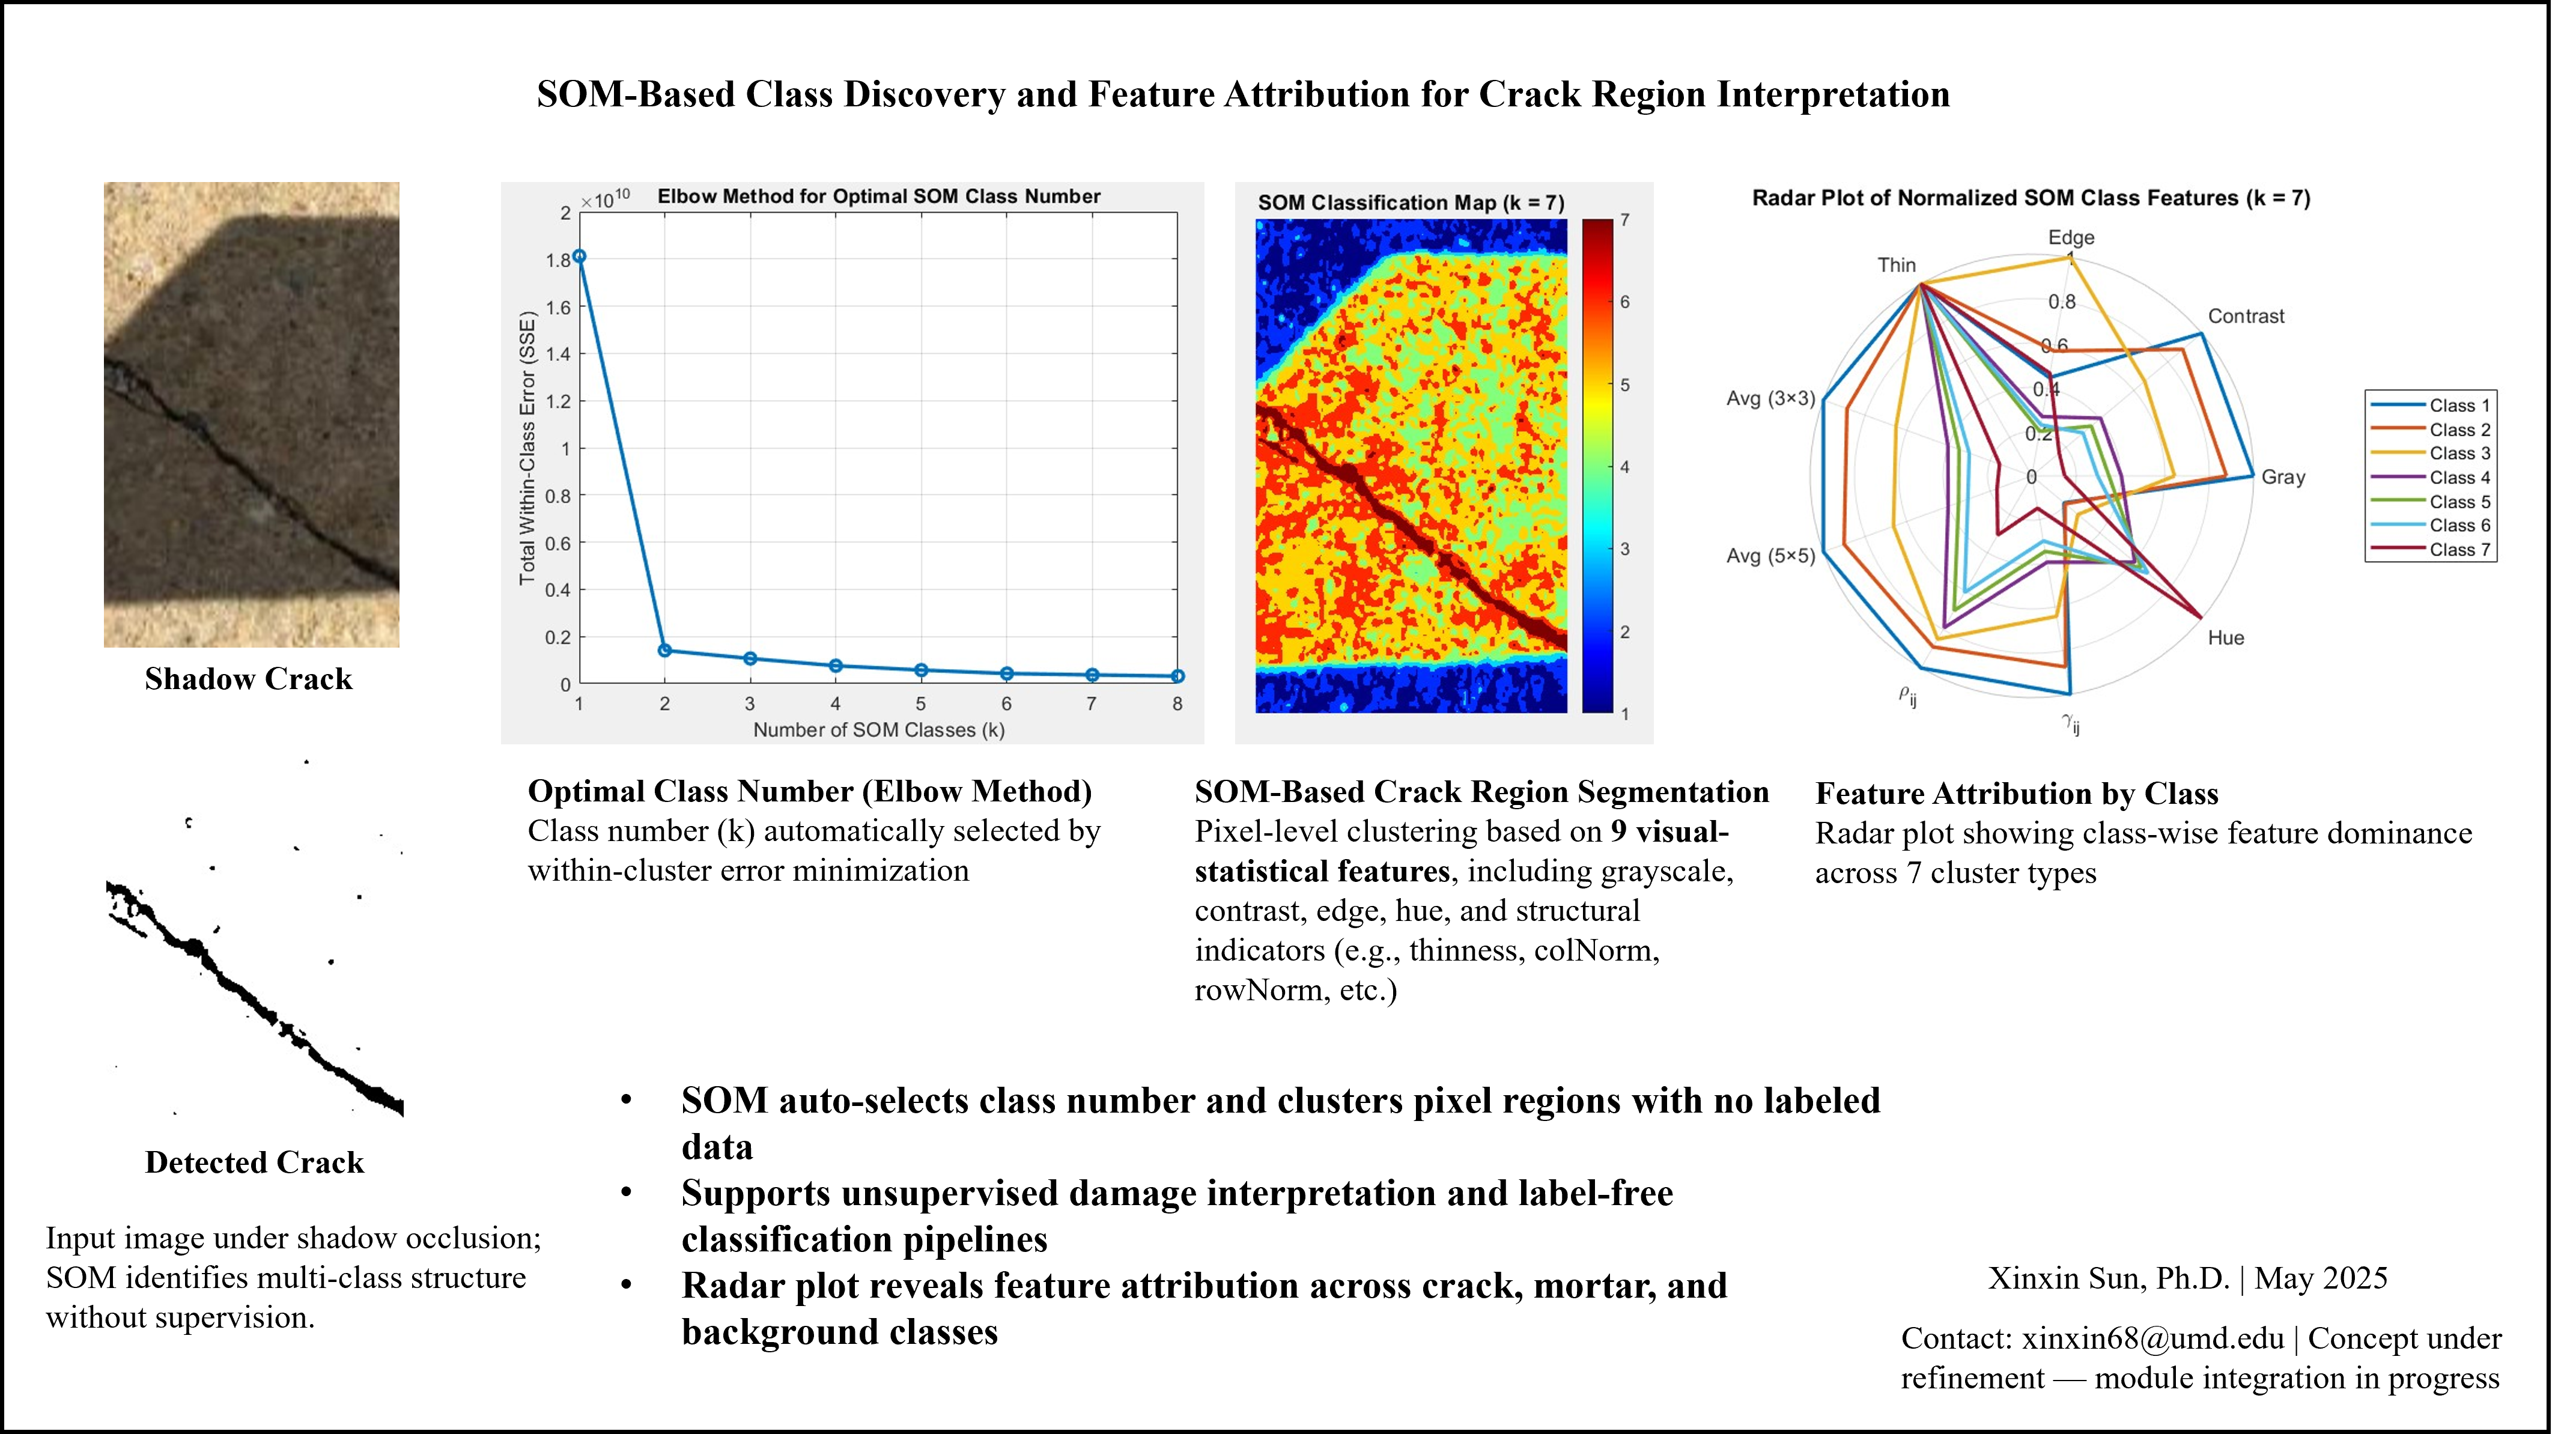 SOM-Based Class Discovery and Feature Attribution for Crack Region Interpretation
Shadow Crack
Detected Crack
Input image under shadow occlusion;
SOM identifies multi-class structure
without supervision.
×10^10
Elbow Method for Optimal SOM Class Number
2
1.8
1.6
1.4
1.2
1
0.8
0.6
0.4
0.2
0
1 2 3 4 5 6 7 8
Total Within-Class Error (SSE)
Number of SOM Classes (k)
Optimal Class Number (Elbow Method)
Class number (k) automatically selected by
within-cluster error minimization
SOM Classification Map (k = 7)
7
6
5
4
3
2
1
SOM-Based Crack Region Segmentation
Pixel-level clustering based on 9 visual-
statistical features, including grayscale,
contrast, edge, hue, and structural
indicators (e.g., thinness, colNorm,
rowNorm, etc.)
Radar Plot of Normalized SOM Class Features (k = 7)
Edge
Thin
Contrast
Avg (3×3)
Gray
Avg (5×5)
Hue
ρij
γij
1
0.8
0.6
0.4
0.2
0
Class 1
Class 2
Class 3
Class 4
Class 5
Class 6
Class 7
Feature Attribution by Class
Radar plot showing class-wise feature dominance
across 7 cluster types
• SOM auto-selects class number and clusters pixel regions with no labeled
data
• Supports unsupervised damage interpretation and label-free
classification pipelines
• Radar plot reveals feature attribution across crack, mortar, and
background classes
Xinxin Sun, Ph.D. | May 2025
Contact: xinxin68@umd.edu | Concept under
refinement — module integration in progress